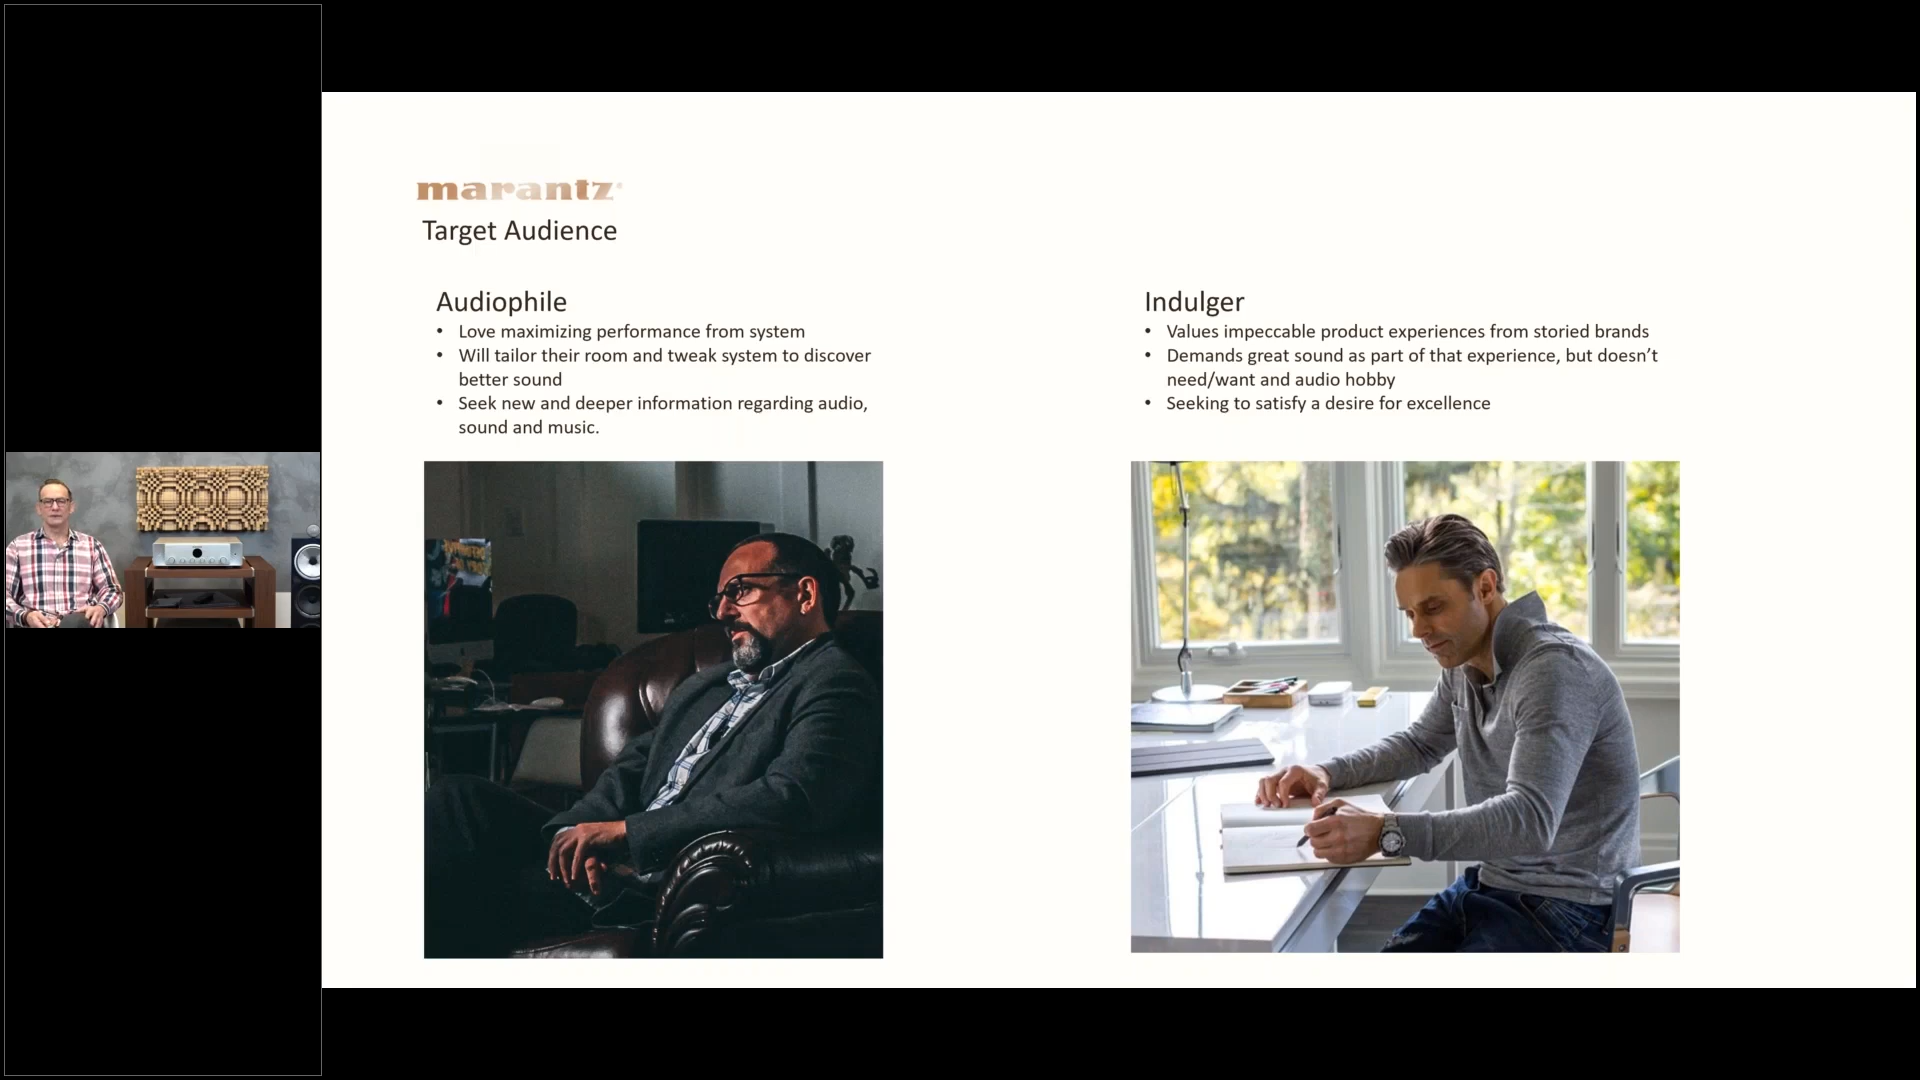 marantz
Target Audience
Audiophile
• Love maximizing performance from system
• Will tailor their room and tweak system to discover
better sound
• Seek new and deeper information regarding audio,
sound and music.
Indulger
• Values impeccable product experiences from storied brands
• Demands great sound as part of that experience, but doesn’t
need/want and audio hobby
• Seeking to satisfy a desire for excellence